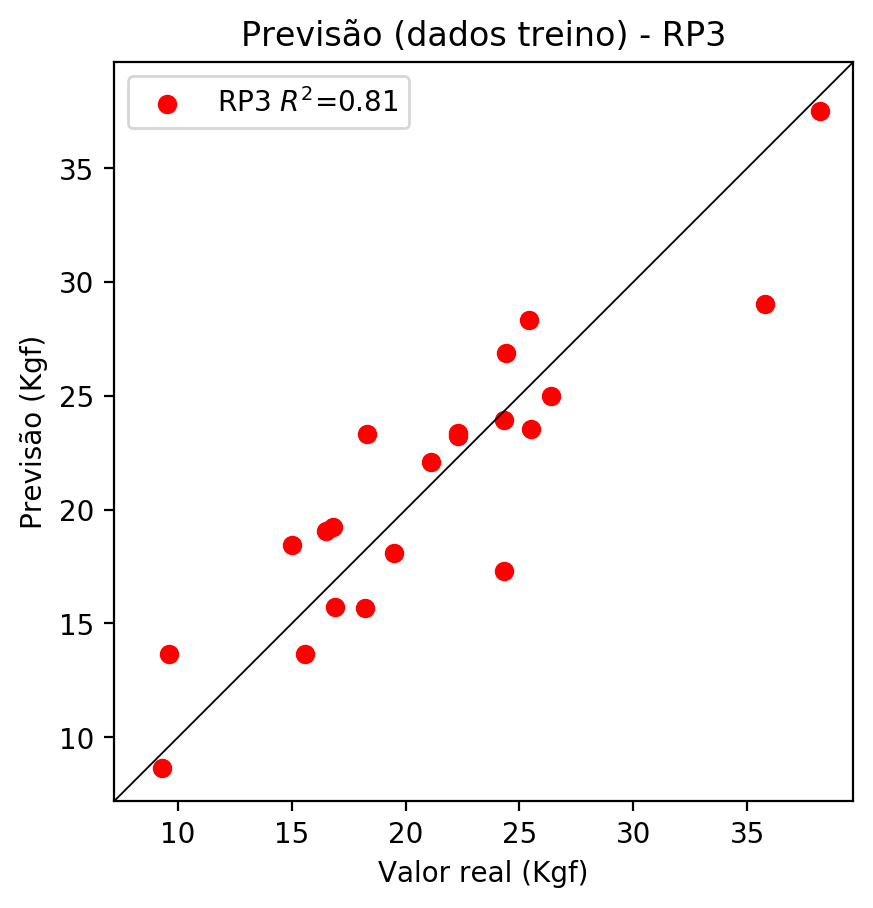 Previsão (dados treino) - RP3
RP3 R²=0.81
35
30
25
20
15
10
Previsão (Kgf)
10 15 20 25 30 35
Valor real (Kgf)